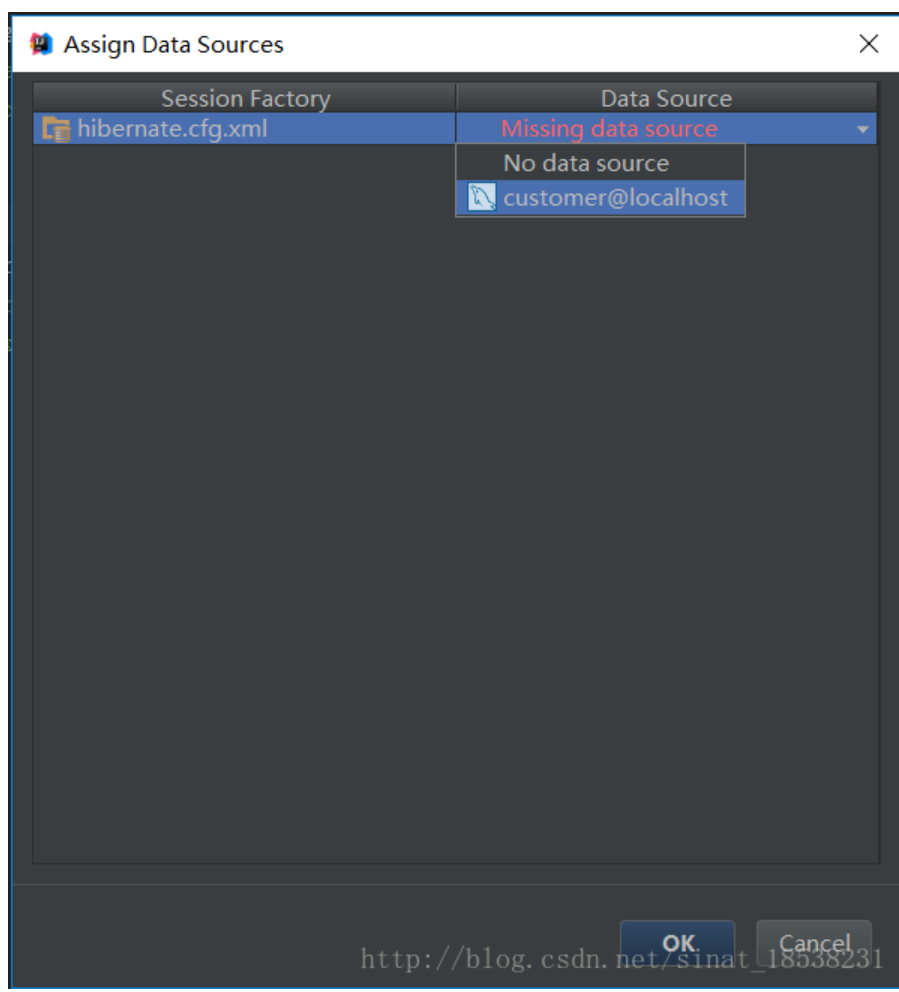 Assign Data Sources
Session Factory Data Source
hibernate.cfg.xml Missing data source
No data source
customer@localhost
OK Cancel
http://blog.csdn.net/sinat_18538231